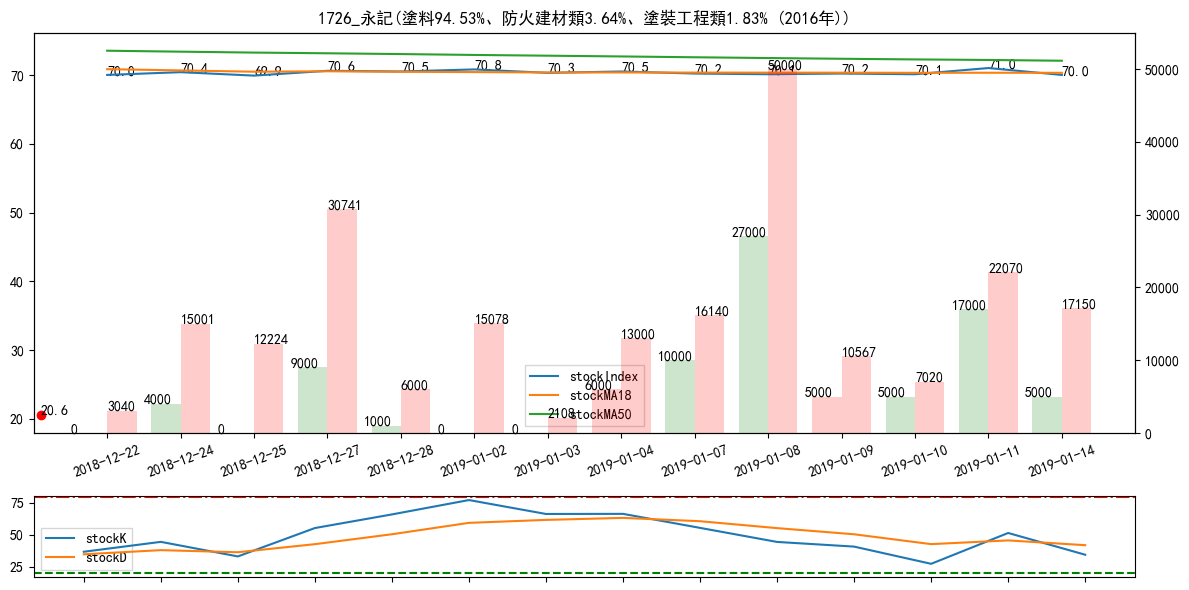 1726_永記(塗料94.53%、防火建材類3.64%、塗裝工程類1.83% (2016年))
70 60 50 40 30 20
50000 40000 30000 20000 10000 0
70.0 70.4 69.9 70.6 70.5 70.8 70.3 70.5 70.2 70.1 70.2 70.1 71.0 70.0
20.6
0 4000 0 9000 1000 0 0 6000 10000 27000 5000 5000 17000 5000
3040 15001 12224 30741 6000 15078 2108 13000 16140 50000 10567 7020 22070 17150
stockIndex
stockMA18
stockMA50
2018-12-22 2018-12-24 2018-12-25 2018-12-27 2018-12-28 2019-01-02 2019-01-03 2019-01-04 2019-01-07 2019-01-08 2019-01-09 2019-01-10 2019-01-11 2019-01-14
75 50 25
stockK
stockD